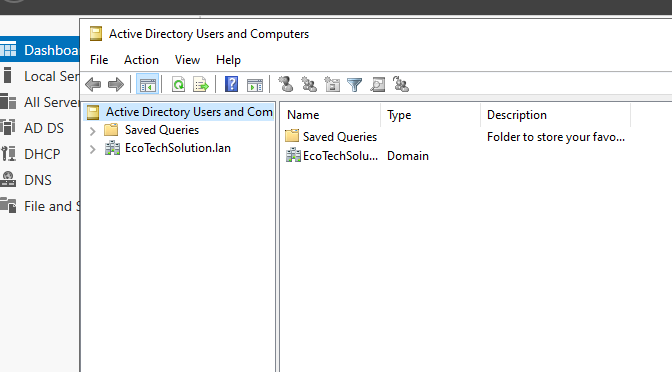 Active Directory Users and Computers
File Action View Help
Dashboa
Local Ser
All Server
AD DS
DHCP
DNS
File and S
Active Directory Users and Com
Saved Queries
EcoTechSolution.lan
Name Type Description
Saved Queries Folder to store your favo...
EcoTechSolu... Domain